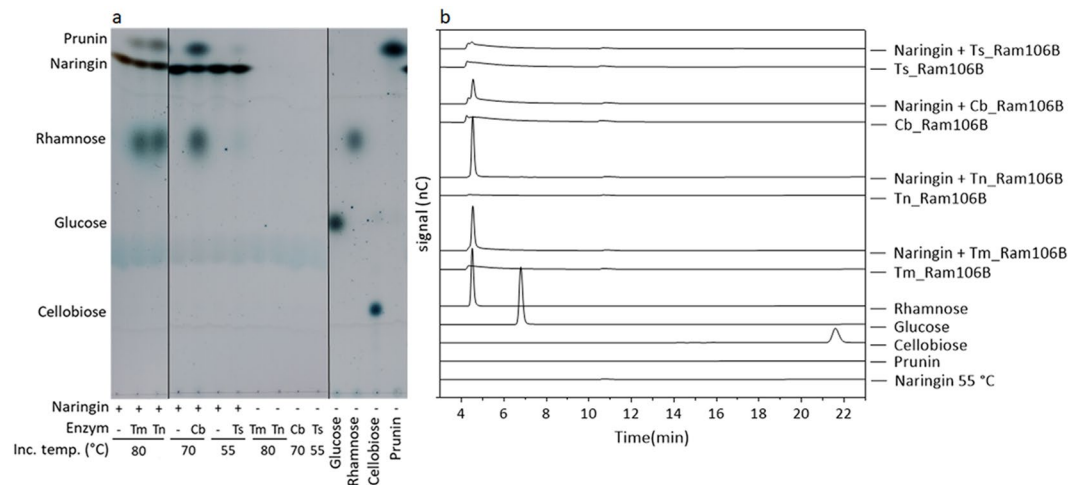 a
Prunin
Naringin
Rhamnose
Glucose
Cellobiose
Naringin + + + + + + + - - - -
Enzym - Tm Tn - Cb - Ts Tm Tn Cb Ts
Inc. temp. (°C) 80 70 55 80 70 55
Glucose
Rhamnose
Cellobiose
Prunin
b
signal (nC)
Naringin + Ts_Ram106B
Ts_Ram106B
Naringin + Cb_Ram106B
Cb_Ram106B
Naringin + Tn_Ram106B
Tn_Ram106B
Naringin + Tm_Ram106B
Tm_Ram106B
Rhamnose
Glucose
Cellobiose
Prunin
Naringin 55 °C
4 6 8 10 12 14 16 18 20 22
Time(min)